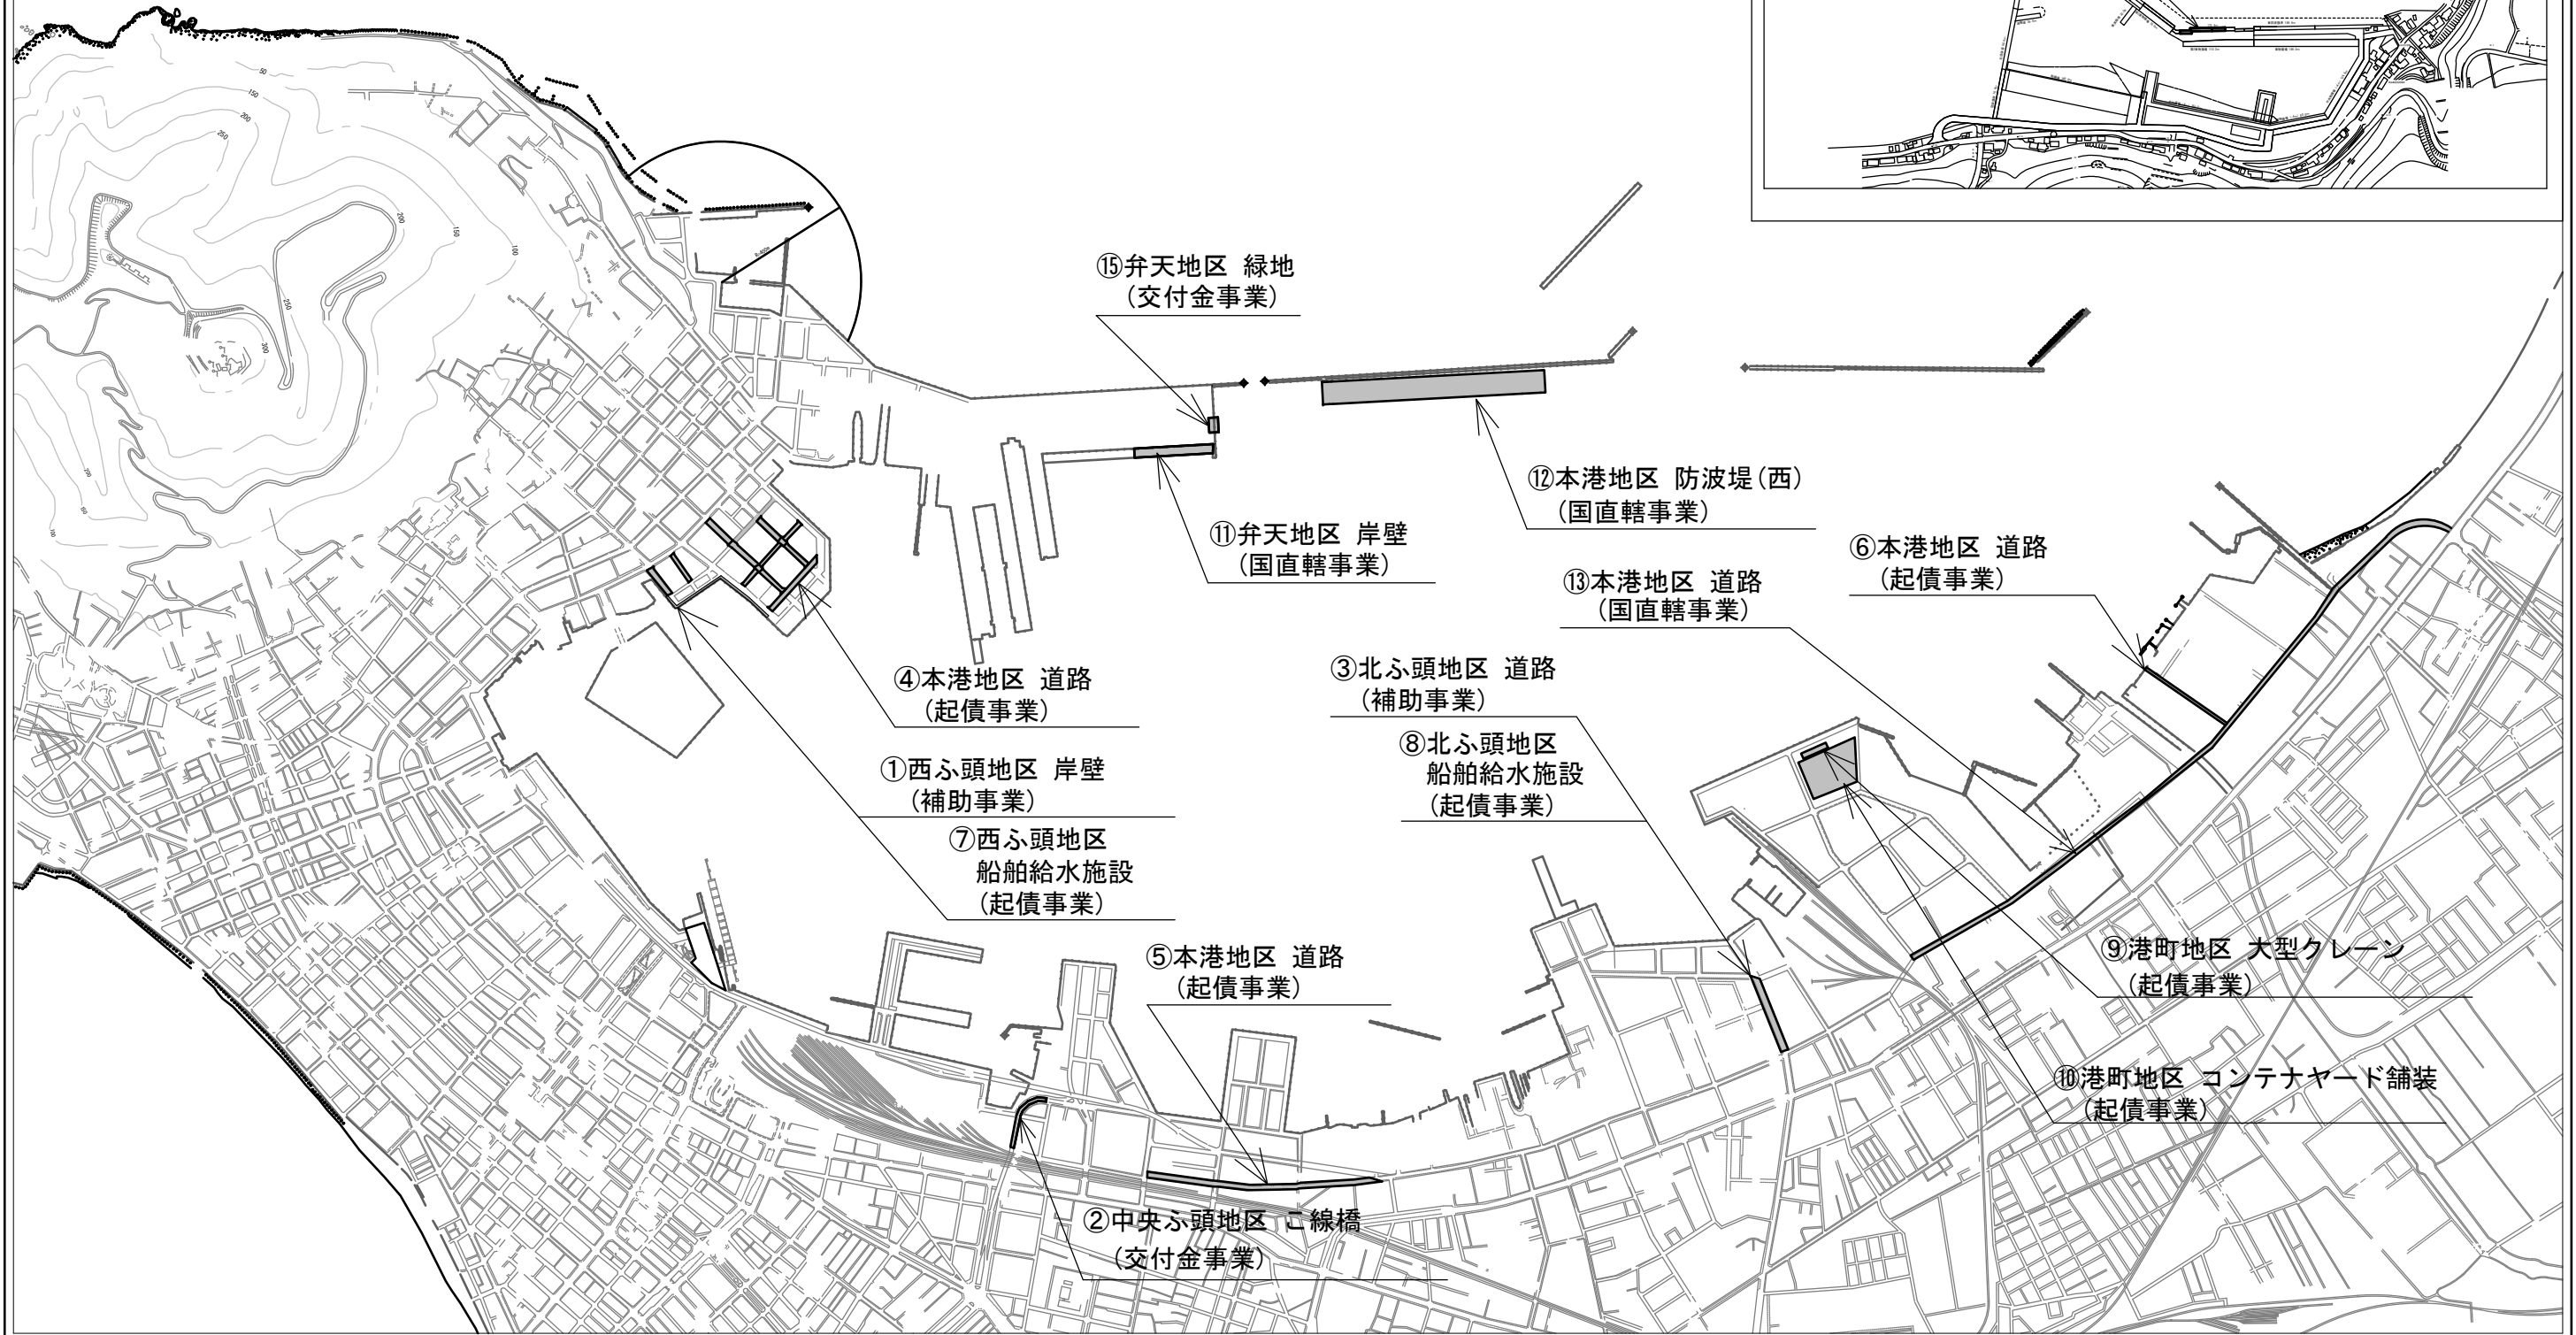 ⑮弁天地区 緑地
(交付金事業)
⑫本港地区 防波堤(西)
(国直轄事業)
⑪弁天地区 岸壁
(国直轄事業)
⑥本港地区 道路
(起債事業)
⑬本港地区 道路
(国直轄事業)
④本港地区 道路
(起債事業)
③北ふ頭地区 道路
(補助事業)
①西ふ頭地区 岸壁
(補助事業)
⑧北ふ頭地区
船舶給水施設
(起債事業)
⑦西ふ頭地区
船舶給水施設
(起債事業)
⑤本港地区 道路
(起債事業)
⑨港町地区 大型クレーン
(起債事業)
⑩港町地区 コンテナヤード舗装
(起債事業)
②中央ふ頭地区 こ線橋
(交付金事業)
50
150
200
250
200
150
100
250
300